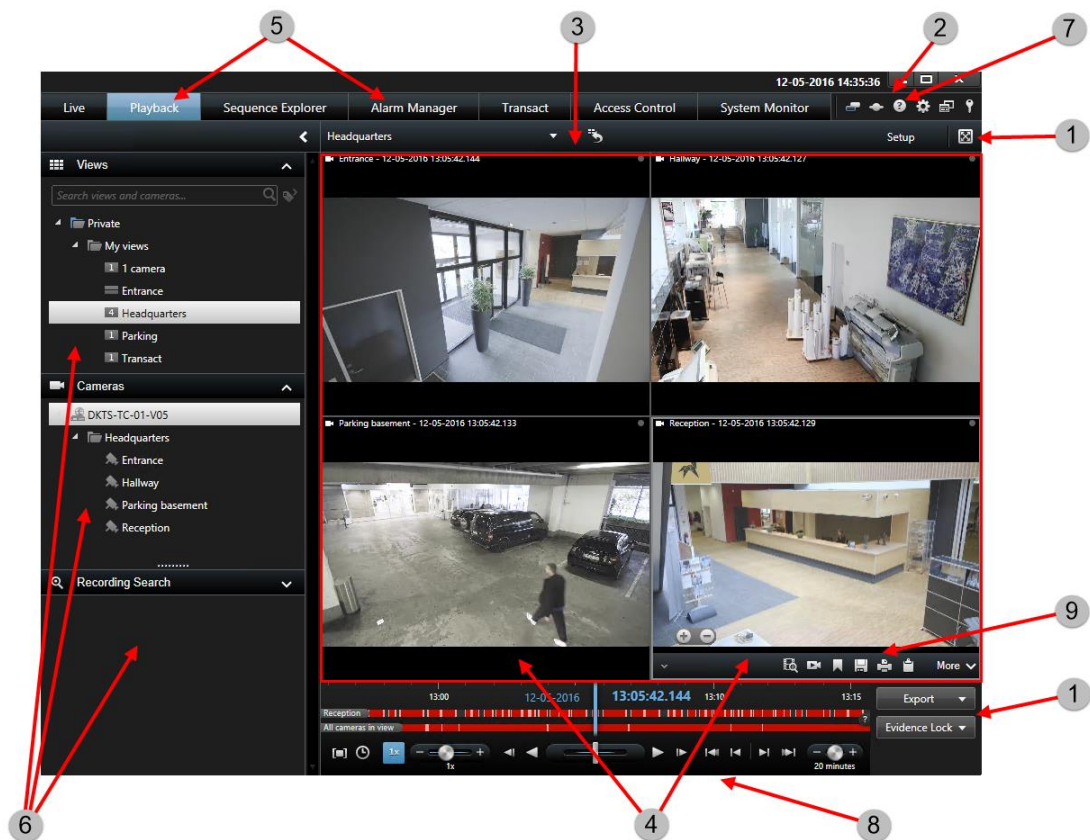 5
3
2
7
12-05-2016 14:35:36
Live Playback Sequence Explorer Alarm Manager Transact Access Control System Monitor
Headquarters
Setup
1
Views
Search views and cameras...
Private
My views
1 1 camera
Entrance
4 Headquarters
1 Parking
1 Transact
Cameras
DKTS-TC-01-V05
Headquarters
Entrance
Hallway
Parking basement
Reception
Recording Search
Entrance - 12-05-2016 13:05:42.144
Hallway - 12-05-2016 13:05:42.127
Parking basement - 12-05-2016 13:05:42.133
Reception - 12-05-2016 13:05:42.129
9
More
13:00 12-05-2016 13:05:42.144 13:10 13:15
Reception
All cameras in view
?
Export
Evidence Lock
1
1x
1x
20 minutes
6
4
8